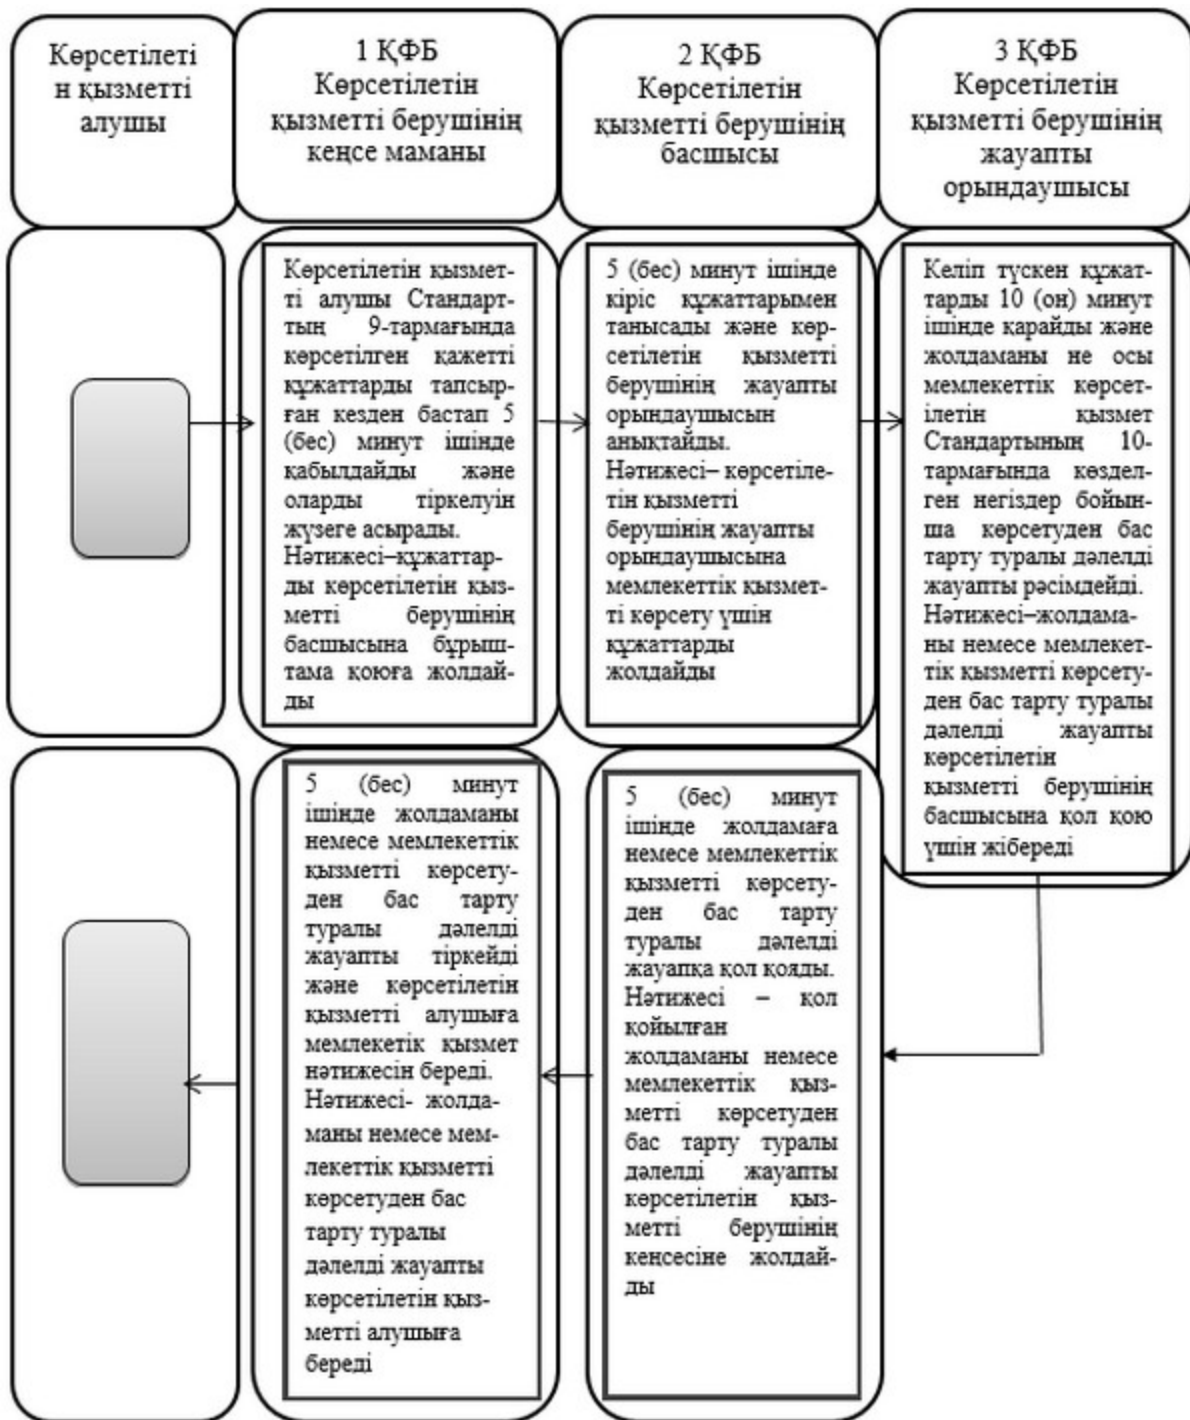 Көрсетілеті
н қызметті
алушы
1 ҚФБ
Көрсетілетін
қызметті берушінің
кеңсе маманы
2 ҚФБ
Көрсетілетін
қызметті берушінің
басшысы
3 ҚФБ
Көрсетілетін
қызметті берушінің
жауапты
орындаушысы
Көрсетілетін қызмет-
ті алушы Стандарт-
тың 9-тармағында
көрсетілген қажетті
құжаттарды тапсыр-
ған кезден бастап 5
(бес) минут ішінде
қабылдайды және
оларды тіркелуін
жүзеге асырады.
Нәтижесі–құжаттар-
ды көрсетілетін қыз-
метті берушінің
басшысына бұрыш-
тама қоюға жолдай-
ды
5 (бес) минут ішінде
кіріс құжаттарымен
танысады және көр-
сетілетін қызметті
берушінің жауапты
орындаушысын
анықтайды.
Нәтижесі– көрсетіле-
тін қызметті
берушінің жауапты
орындаушысына
мемлекеттік қызмет-
ті көрсету үшін
құжаттарды
жолдайды
Келіп түскен құжат-
тарды 10 (он) минут
ішінде қарайды және
жолдаманы не осы
мемлекеттік көрсет-
ілетін қызмет
Стандартының 10-
тармағында көздел-
ген негіздер бойын-
ша көрсетуден бас
тарту туралы дәлелді
жауапты рәсімдейді.
Нәтижесі–жолдама-
ны немесе мемлекет-
тік қызметті көрсету-
ден бас тарту туралы
дәлелді жауапты
көрсетілетін
қызметті берушінің
басшысына қол қою
үшін жібереді
5 (бес) минут
ішінде жолдаманы
немесе мемлекеттік
қызметті көрсету-
ден бас тарту
туралы дәлелді
жауапты тіркейді
және көрсетілетін
қызметті алушыға
мемлекетік қызмет
нәтижесін береді.
Нәтижесі- жолда-
маны немесе мем-
лекеттік қызметті
көрсетуден бас
тарту туралы
дәлелді жауапты
көрсетілетін қыз-
метті алушыға
береді
5 (бес) минут
ішінде жолдамаға
немесе мемлекеттік
қызметті көрсету-
ден бас тарту
туралы дәлелді
жауапқа қол қояды.
Нәтижесі – қол
қойылған
жолдаманы немесе
мемлекеттік қыз-
метті көрсетуден
бас тарту туралы
дәлелді жауапты
көрсетілетін қыз-
метті берушінің
кеңсесіне жолдай-
ды